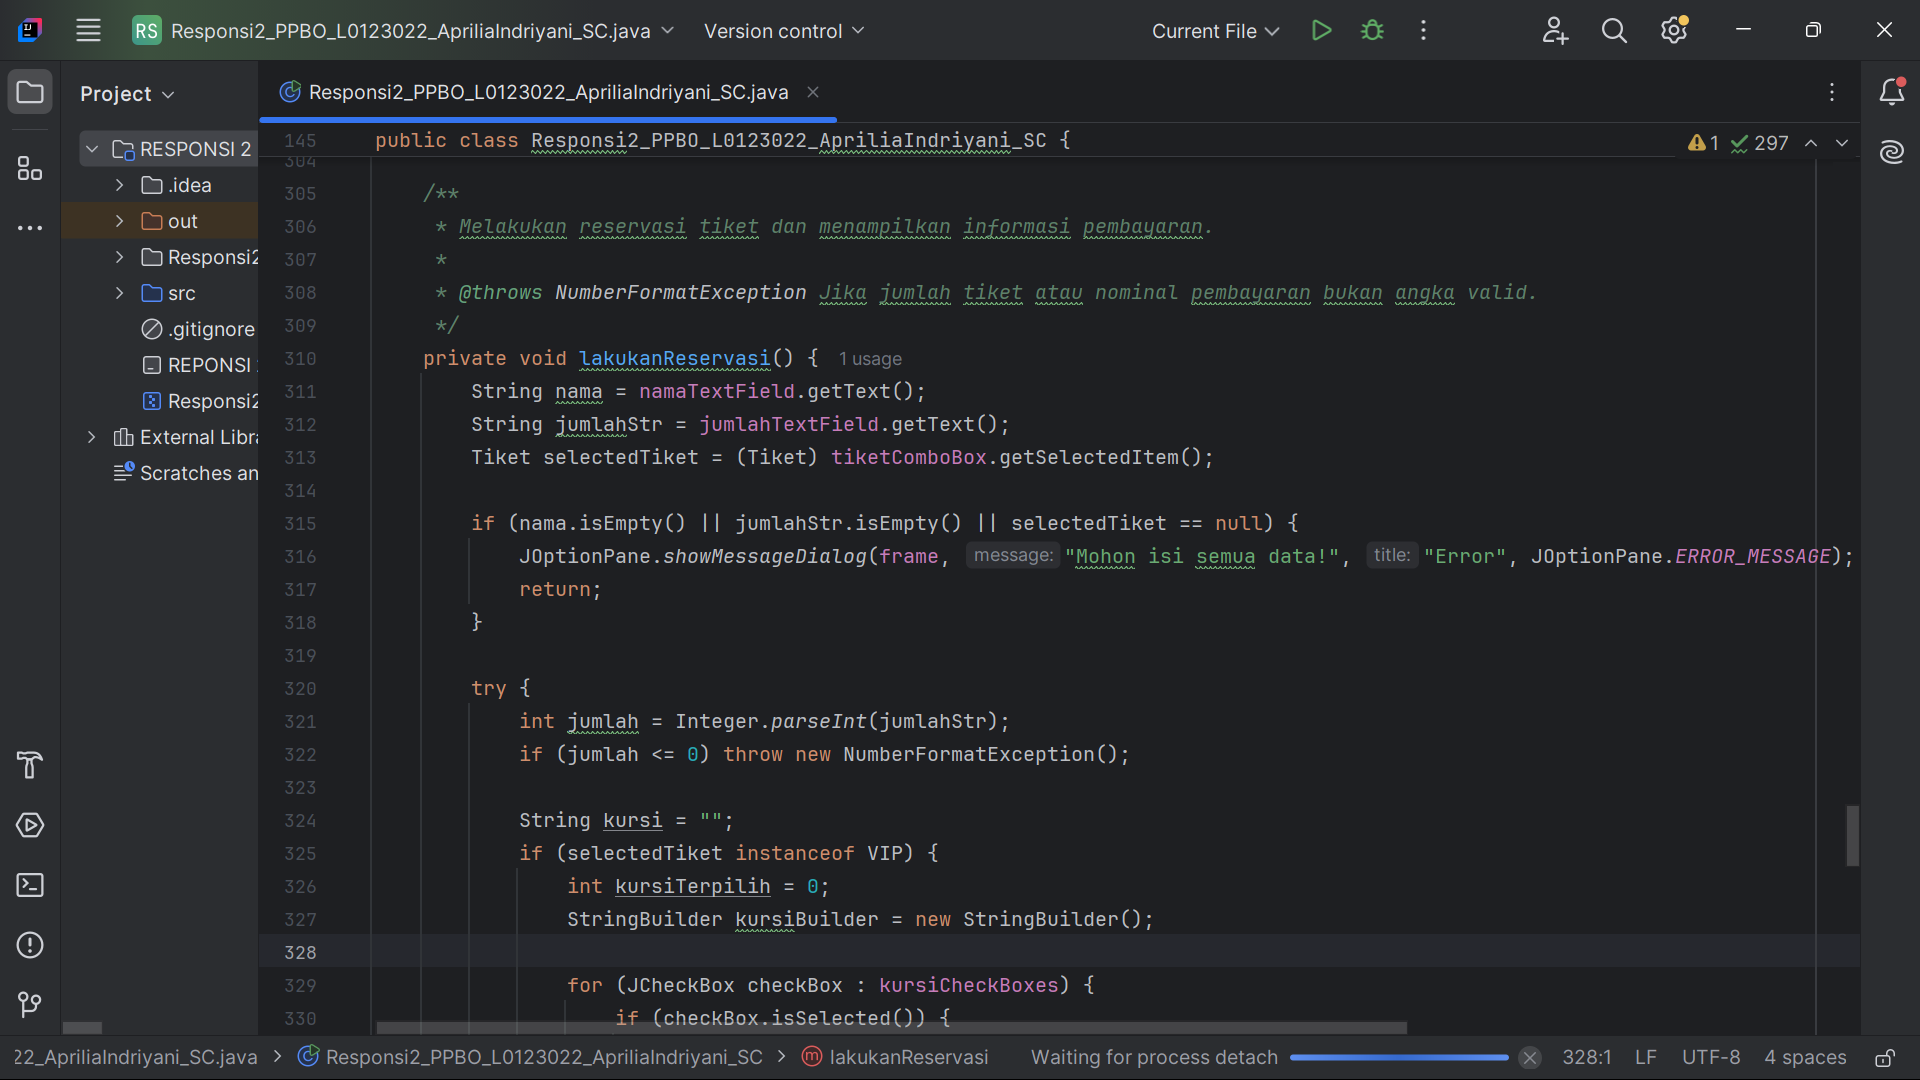 RS Responsi2_PPBO_L0123022_AprilialIndriyani_SC.java Version control Current File
Project
Responsi2_PPBO_L0123022_ApriliaIndriyani_SC.java
RESPONSI 2
.idea
out
Responsi2
src
.gitignore
REPONSI
Responsi2
External Libra
Scratches an
145 public class Responsi2_PPBO_L0123022_ApriliaIndriyani_SC { 1 297
304
305 /**
306 * Melakukan reservasi tiket dan menampilkan informasi pembayaran.
307 *
308 * @throws NumberFormatException Jika jumlah tiket atau nominal pembayaran bukan angka valid.
309 */
310 private void lakukanReservasi() { 1 usage
311 String nama = namaTextField.getText();
312 String jumlahStr = jumlahTextField.getText();
313 Tiket selectedTiket = (Tiket) tiketComboBox.getSelectedItem();
314
315 if (nama.isEmpty() || jumlahStr.isEmpty() || selectedTiket == null) {
316 JOptionPane.showMessageDialog(frame, message: "Mohon isi semua data!", title: "Error", JOptionPane.ERROR_MESSAGE);
317 return;
318 }
319
320 try {
321 int jumlah = Integer.parseInt(jumlahStr);
322 if (jumlah <= 0) throw new NumberFormatException();
323
324 String kursi = "";
325 if (selectedTiket instanceof VIP) {
326 int kursiTerpilih = 0;
327 StringBuilder kursiBuilder = new StringBuilder();
328
329 for (JCheckBox checkBox : kursiCheckBoxes) {
330 if (checkBox.isSelected()) {
22_ApriliaIndriyani_SC.java > Responsi2_PPBO_L0123022_ApriliaIndriyani_SC > lakukanReservasi Waiting for process detach 328:1 LF UTF-8 4 spaces